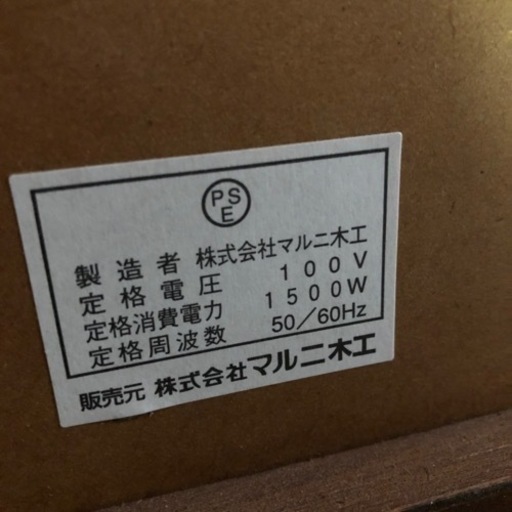 PS
E
製造者 株式会社マルニ木工
定格電圧 100V
定格消費電力 1500W
定格周波数 50/60Hz
販売元 株式会社マルニ木工